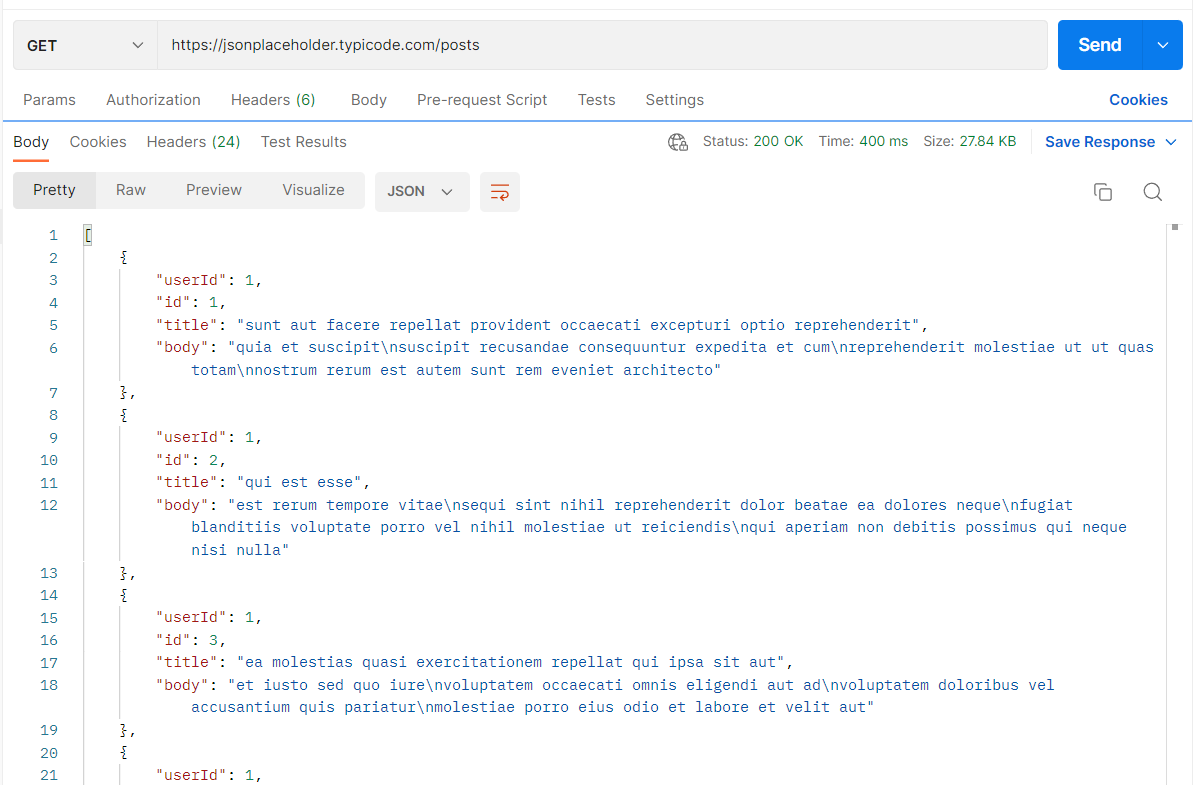 GET https://jsonplaceholder.typicode.com/posts Send
Params Authorization Headers (6) Body Pre-request Script Tests Settings Cookies
Body Cookies Headers (24) Test Results Status: 200 OK Time: 400 ms Size: 27.84 KB Save Response
Pretty Raw Preview Visualize JSON
1 [
2 {
3 "userId": 1,
4 "id": 1,
5 "title": "sunt aut facere repellat provident occaecati excepturi optio reprehenderit",
6 "body": "quia et suscipit\nsuscipit recusandae consequuntur expedita et cum\nreprehenderit molestiae ut ut quas
totam\nnostrum rerum est autem sunt rem eveniet architecto"
7 },
8 {
9 "userId": 1,
10 "id": 2,
11 "title": "qui est esse",
12 "body": "est rerum tempore vitae\nsequi sint nihil reprehenderit dolor beatae ea dolores neque\nfugiat
blanditiis voluptate porro vel nihil molestiae ut reiciendis\nqui aperiam non debitis possimus qui neque
nisi nulla"
13 },
14 {
15 "userId": 1,
16 "id": 3,
17 "title": "ea molestias quasi exercitationem repellat qui ipsa sit aut",
18 "body": "et iusto sed quo iure\nvoluptatem occaecati omnis eligendi aut ad\nvoluptatem doloribus vel
accusantium quis pariatur\nmolestiae porro eius odio et labore et velit aut"
19 },
20 {
21 "userId": 1,